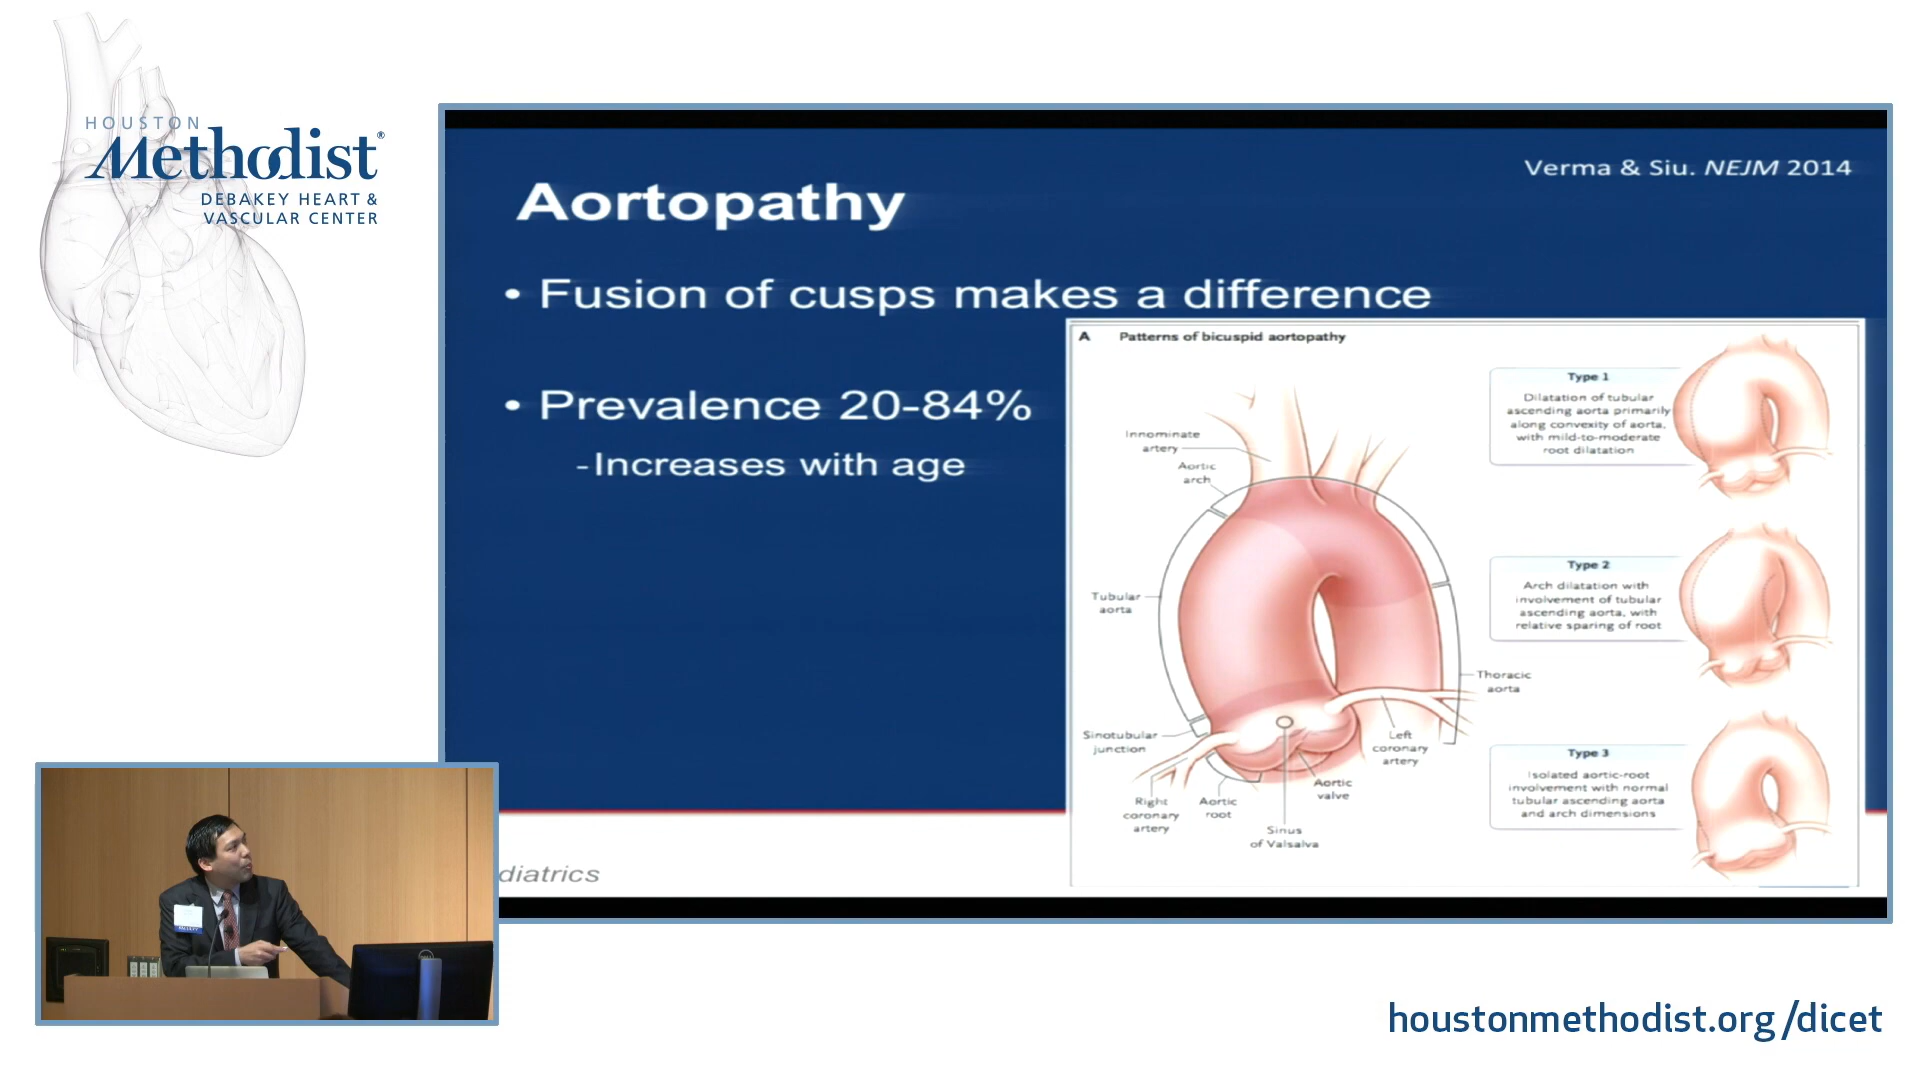 HOUSTON
Methodist®
DEBAKEY HEART &
VASCULAR CENTER
Verma & Siu. NEJM 2014
Aortopathy
• Fusion of cusps makes a difference
• Prevalence 20-84%
-Increases with age
A Patterns of bicuspid aortopathy
Innominate
artery
Aortic
arch
Tubular
aorta
Sinotubular
junction
Right
coronary
artery
Aortic
root
Sinus
of Valsalva
Aortic
valve
Left
coronary
artery
Thoracic
aorta
Type 1
Dilatation of tubular
ascending aorta primarily
along convexity of aorta,
with mild-to-moderate
root dilatation
Type 2
Arch dilatation with
involvement of tubular
ascending aorta, with
relative sparing of root
Type 3
Isolated aortic-root
involvement with normal
tubular ascending aorta
and arch dimensions
diatrics
houstonmethodist.org/dicet